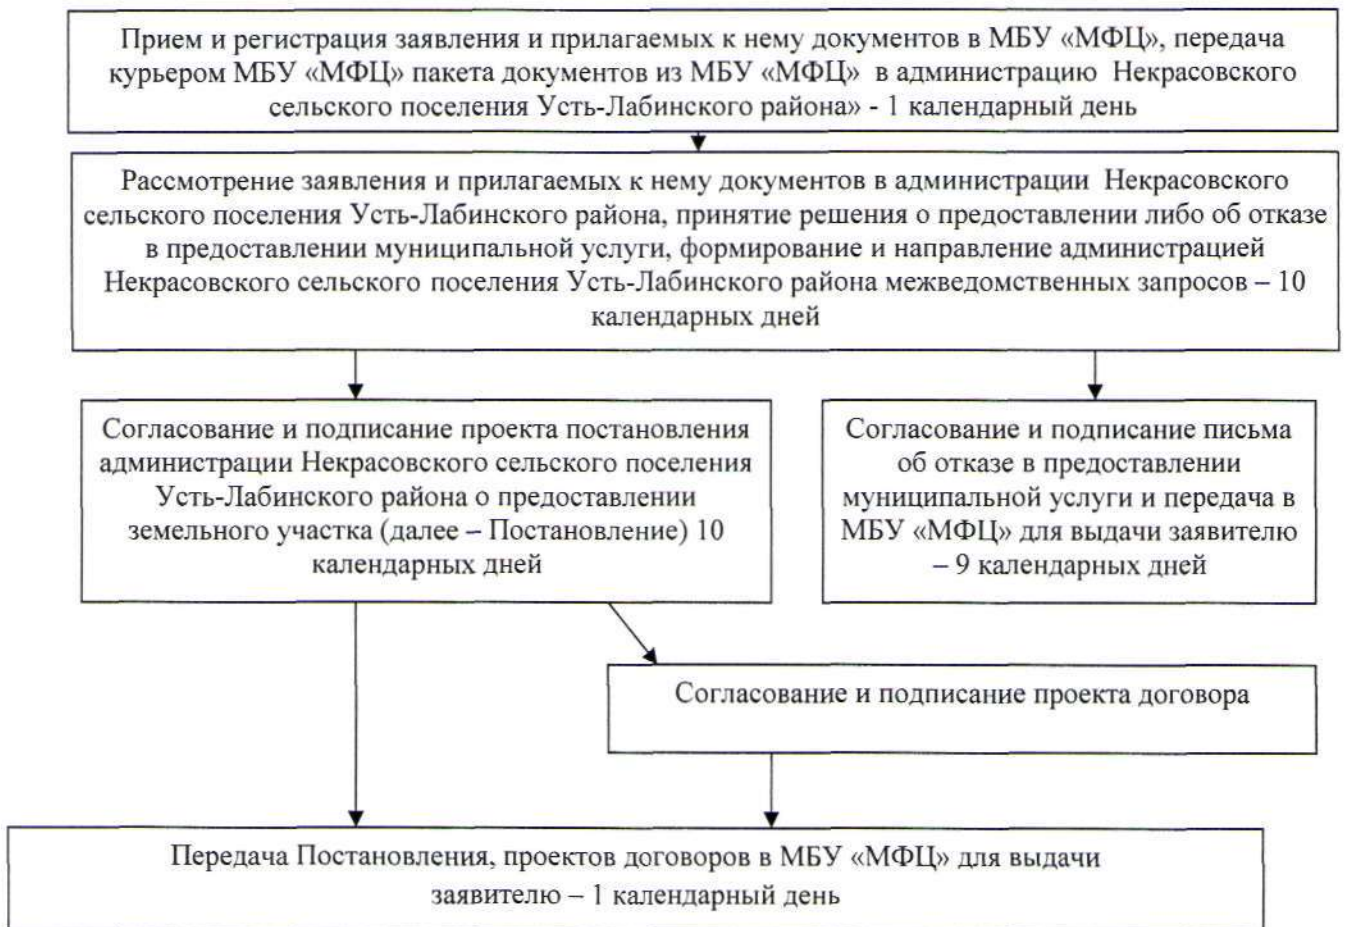 Прием и регистрация заявления и прилагаемых к нему документов в МБУ «МФЦ», передача
курьером МБУ «МФЦ» пакета документов из МБУ «МФЦ» в администрацию Некрасовского
сельского поселения Усть-Лабинского района» - 1 календарный день
Рассмотрение заявления и прилагаемых к нему документов в администрации Некрасовского
сельского поселения Усть-Лабинского района, принятие решения о предоставлении либо об отказе
в предоставлении муниципальной услуги, формирование и направление администрацией
Некрасовского сельского поселения Усть-Лабинского района межведомственных запросов – 10
календарных дней
Согласование и подписание проекта постановления
администрации Некрасовского сельского поселения
Усть-Лабинского района о предоставлении
земельного участка (далее – Постановление) 10
календарных дней
Согласование и подписание письма
об отказе в предоставлении
муниципальной услуги и передача в
МБУ «МФЦ» для выдачи заявителю
– 9 календарных дней
Согласование и подписание проекта договора
Передача Постановления, проектов договоров в МБУ «МФЦ» для выдачи
заявителю – 1 календарный день